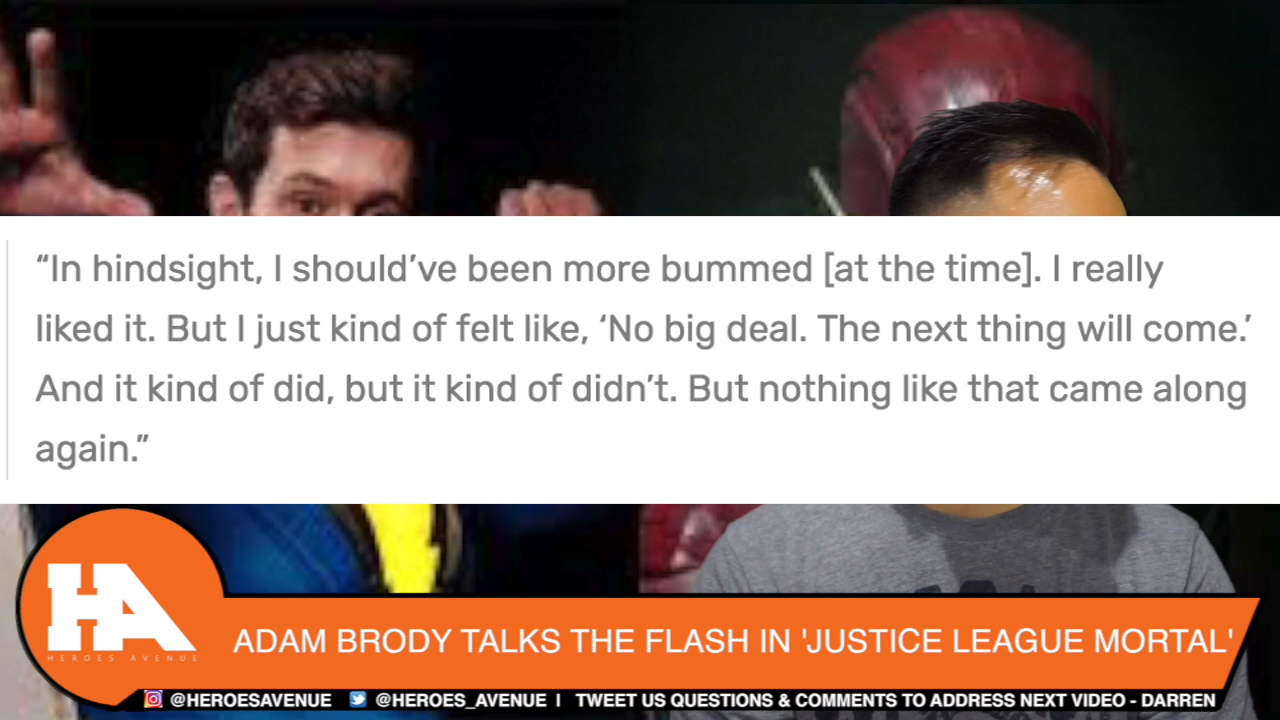 “In hindsight, I should’ve been more bummed [at the time]. I really
liked it. But I just kind of felt like, ‘No big deal. The next thing will come.’
And it kind of did, but it kind of didn’t. But nothing like that came along
again.”
HA
HEROES AVENUE
ADAM BRODY TALKS THE FLASH IN 'JUSTICE LEAGUE MORTAL'
@HEROESAVENUE @HEROES_AVENUE | TWEET US QUESTIONS & COMMENTS TO ADDRESS NEXT VIDEO - DARREN